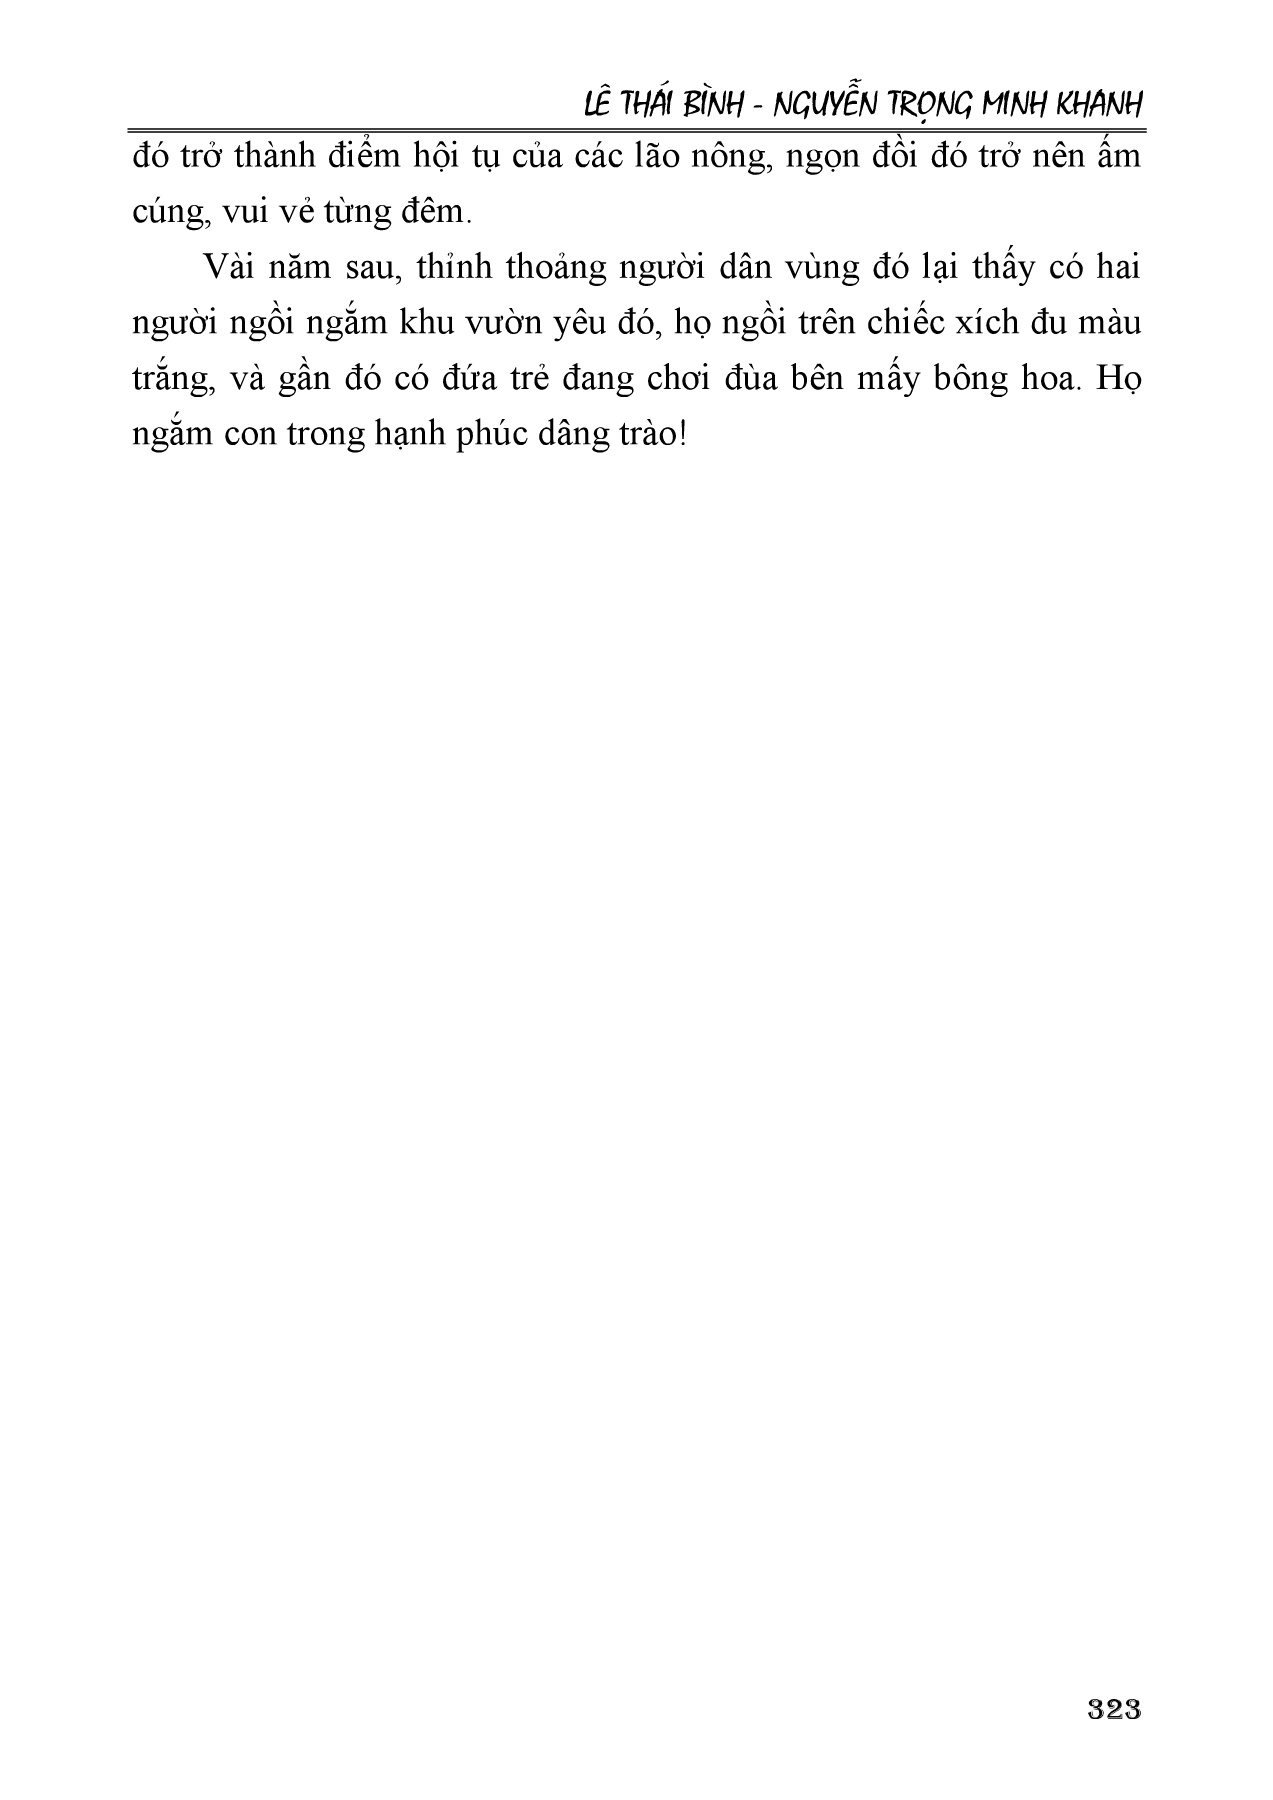 LÊ THÁI BÌNH - NGUYỄN TRỌNG MINH KHANH
đó trở thành điểm hội tụ của các lão nông, ngọn đồi đó trở nên ấm
cúng, vui vẻ từng đêm.
Vài năm sau, thỉnh thoảng người dân vùng đó lại thấy có hai
người ngồi ngắm khu vườn yêu đó, họ ngồi trên chiếc xích đu màu
trắng, và gần đó có đứa trẻ đang chơi đùa bên mấy bông hoa. Họ
ngắm con trong hạnh phúc dâng trào!
323